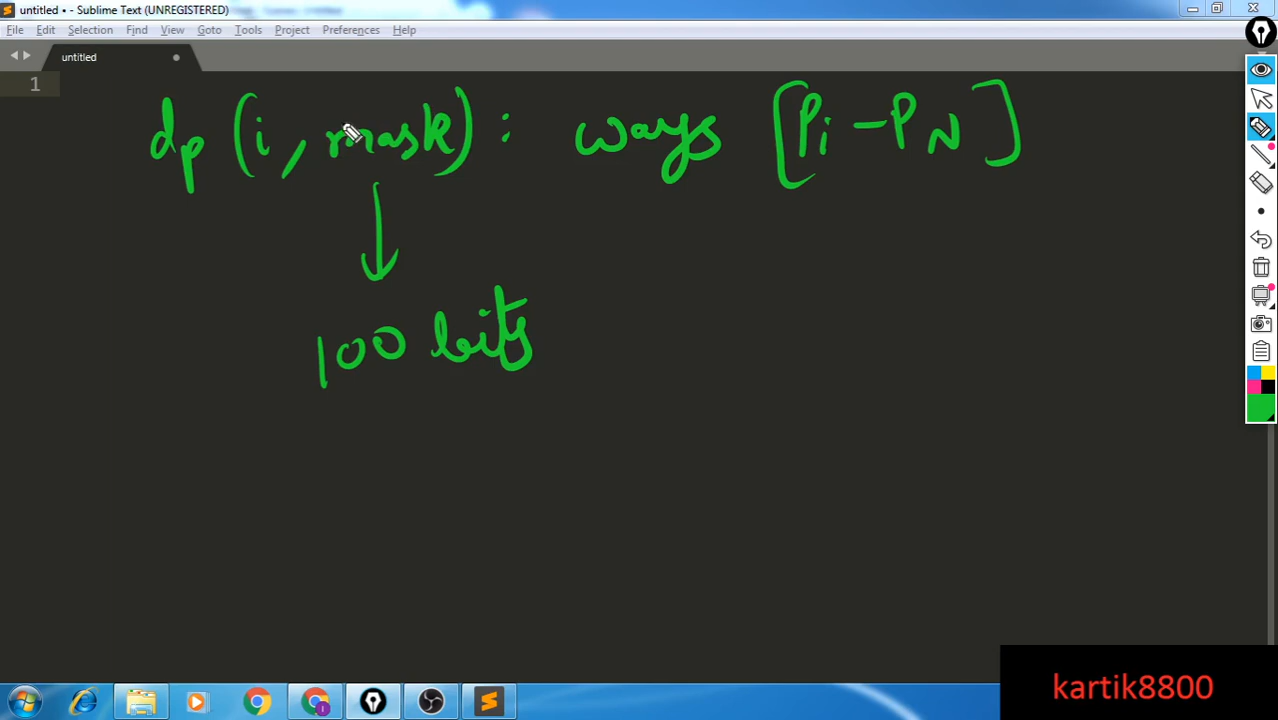 untitled • - Sublime Text (UNREGISTERED)
File Edit Selection Find View Goto Tools Project Preferences Help
untitled
1
dp (i, mask) : ways [Pi - PN]
100 bits
kartik8800